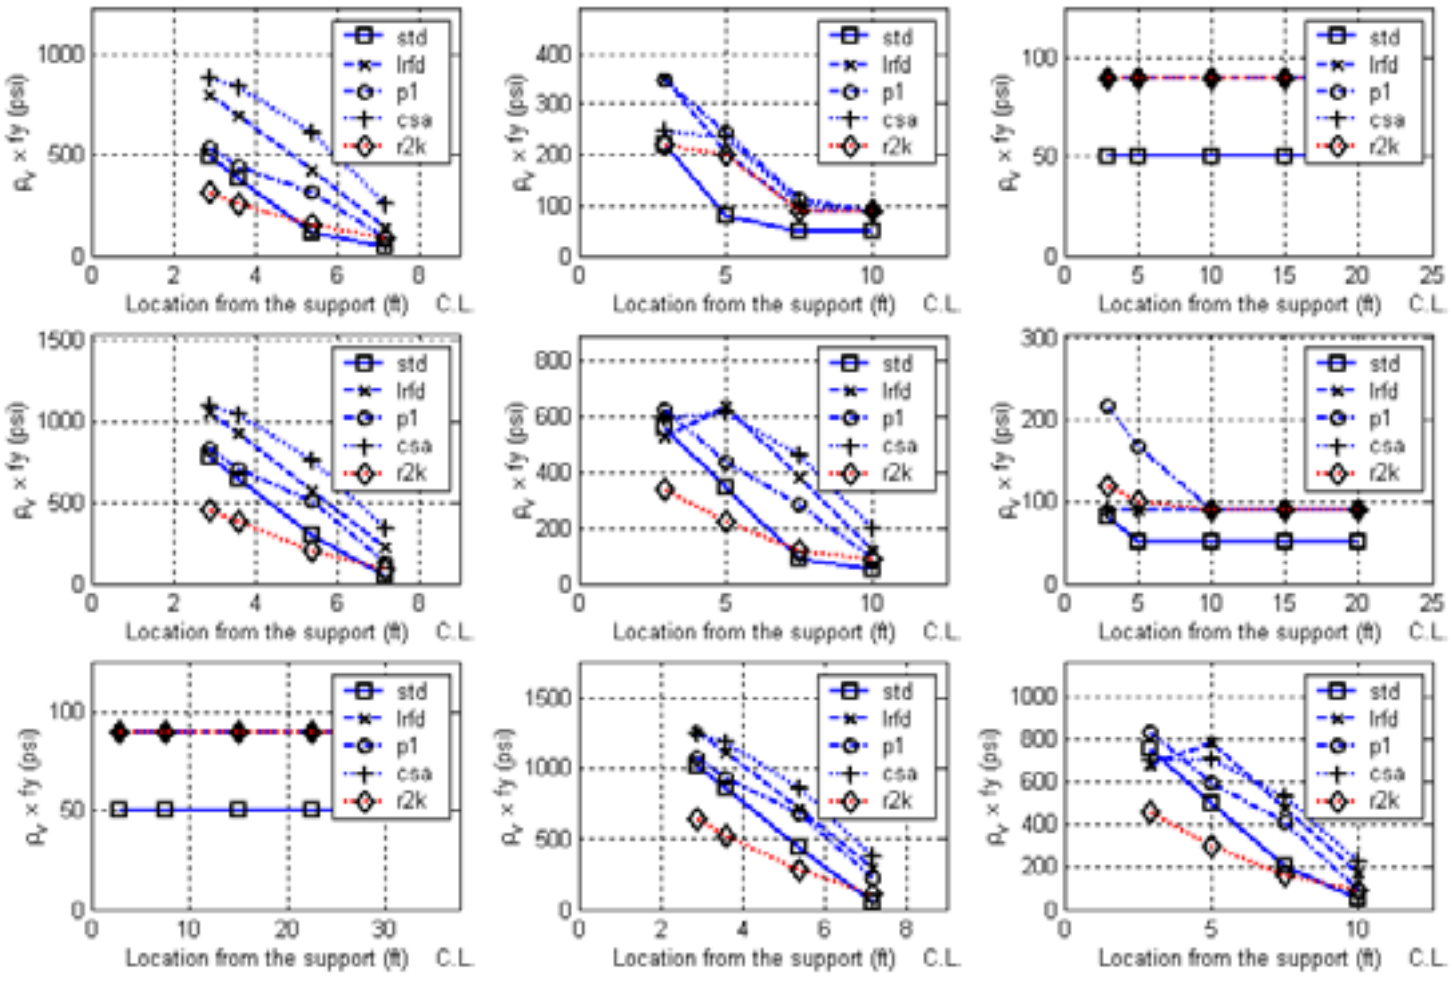 1000
500
0
ρv × fy (psi)
std
lrfd
p1
csa
r2k
0 2 4 6 8
Location from the support (ft) C.L.
400
300
200
100
0
ρv × fy (psi)
std
lrfd
p1
csa
r2k
0 5 10
Location from the support (ft) C.L.
100
50
0
ρv × fy (psi)
std
lrfd
p1
csa
r2k
0 5 10 15 20 25
Location from the support (ft) C.L.
1500
1000
500
0
ρv × fy (psi)
std
lrfd
p1
csa
r2k
0 2 4 6 8
Location from the support (ft) C.L.
800
600
400
200
0
ρv × fy (psi)
std
lrfd
p1
csa
r2k
0 5 10
Location from the support (ft) C.L.
300
200
100
0
ρv × fy (psi)
std
lrfd
p1
csa
r2k
0 5 10 15 20 25
Location from the support (ft) C.L.
100
50
0
ρv × fy (psi)
std
lrfd
p1
csa
r2k
0 10 20 30
Location from the support (ft) C.L.
1500
1000
500
0
ρv × fy (psi)
std
lrfd
p1
csa
r2k
0 2 4 6 8
Location from the support (ft) C.L.
1000
800
600
400
200
0
ρv × fy (psi)
std
lrfd
p1
csa
r2k
0 5 10
Location from the support (ft) C.L.